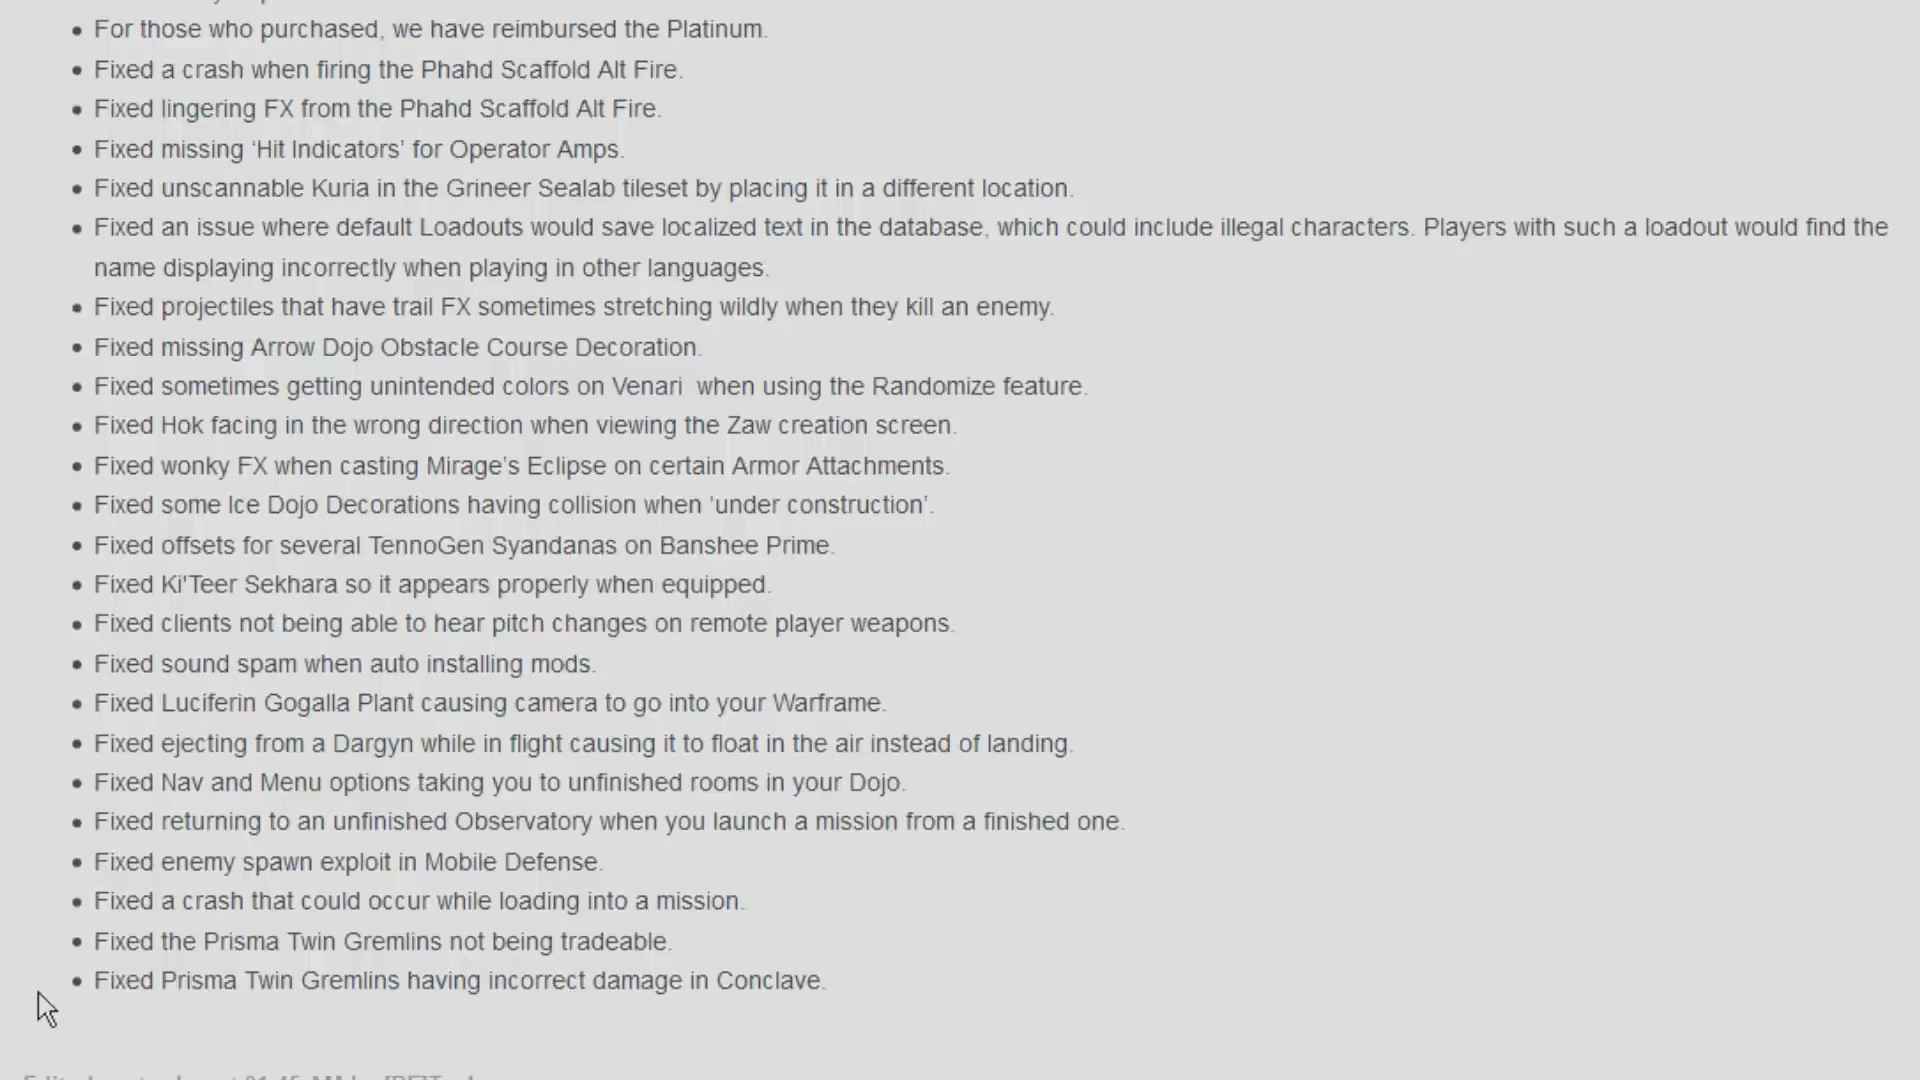 For those who purchased, we have reimbursed the Platinum.
Fixed a crash when firing the Phahd Scaffold Alt Fire.
Fixed lingering FX from the Phahd Scaffold Alt Fire.
Fixed missing ‘Hit Indicators’ for Operator Amps.
Fixed unscannable Kuria in the Grineer Sealab tileset by placing it in a different location.
Fixed an issue where default Loadouts would save localized text in the database, which could include illegal characters. Players with such a loadout would find the
name displaying incorrectly when playing in other languages.
Fixed projectiles that have trail FX sometimes stretching wildly when they kill an enemy.
Fixed missing Arrow Dojo Obstacle Course Decoration.
Fixed sometimes getting unintended colors on Venari  when using the Randomize feature.
Fixed Hok facing in the wrong direction when viewing the Zaw creation screen.
Fixed wonky FX when casting Mirage’s Eclipse on certain Armor Attachments.
Fixed some Ice Dojo Decorations having collision when ‘under construction’.
Fixed offsets for several TennoGen Syandanas on Banshee Prime.
Fixed Ki'Teer Sekhara so it appears properly when equipped.
Fixed clients not being able to hear pitch changes on remote player weapons.
Fixed sound spam when auto installing mods.
Fixed Luciferin Gogalla Plant causing camera to go into your Warframe.
Fixed ejecting from a Dargyn while in flight causing it to float in the air instead of landing.
Fixed Nav and Menu options taking you to unfinished rooms in your Dojo.
Fixed returning to an unfinished Observatory when you launch a mission from a finished one.
Fixed enemy spawn exploit in Mobile Defense.
Fixed a crash that could occur while loading into a mission.
Fixed the Prisma Twin Gremlins not being tradeable.
Fixed Prisma Twin Gremlins having incorrect damage in Conclave.